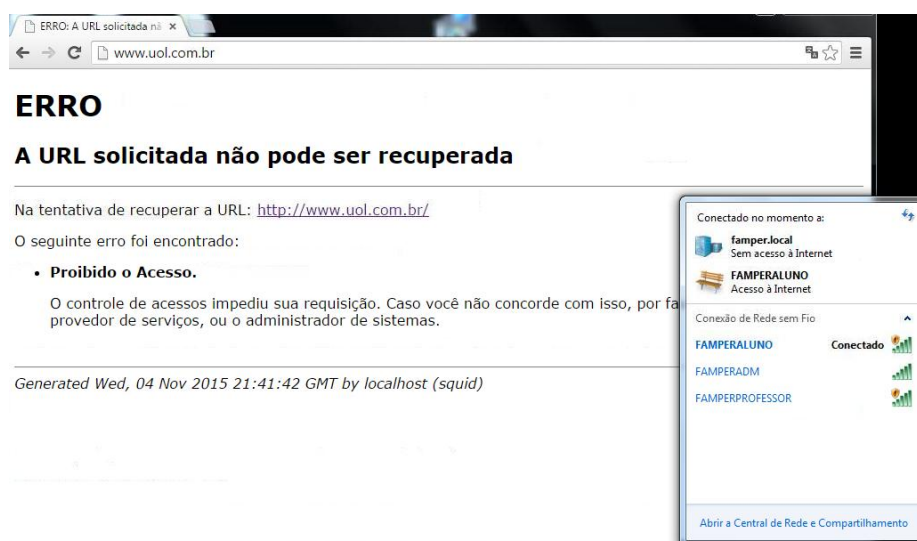 ERRO: A URL solicitada nã
www.uol.com.br
ERRO
A URL solicitada não pode ser recuperada
Na tentativa de recuperar a URL: http://www.uol.com.br/
O seguinte erro foi encontrado:
Proibido o Acesso.
O controle de acessos impediu sua requisição. Caso você não concorde com isso, por fa
provedor de serviços, ou o administrador de sistemas.
Generated Wed, 04 Nov 2015 21:41:42 GMT by localhost (squid)
Conectado no momento a:
famper.local
Sem acesso à Internet
FAMPERALUNO
Acesso à Internet
Conexão de Rede sem Fio
FAMPERALUNO Conectado
FAMPERADM
FAMPERPROFESSOR
Abrir a Central de Rede e Compartilhamento